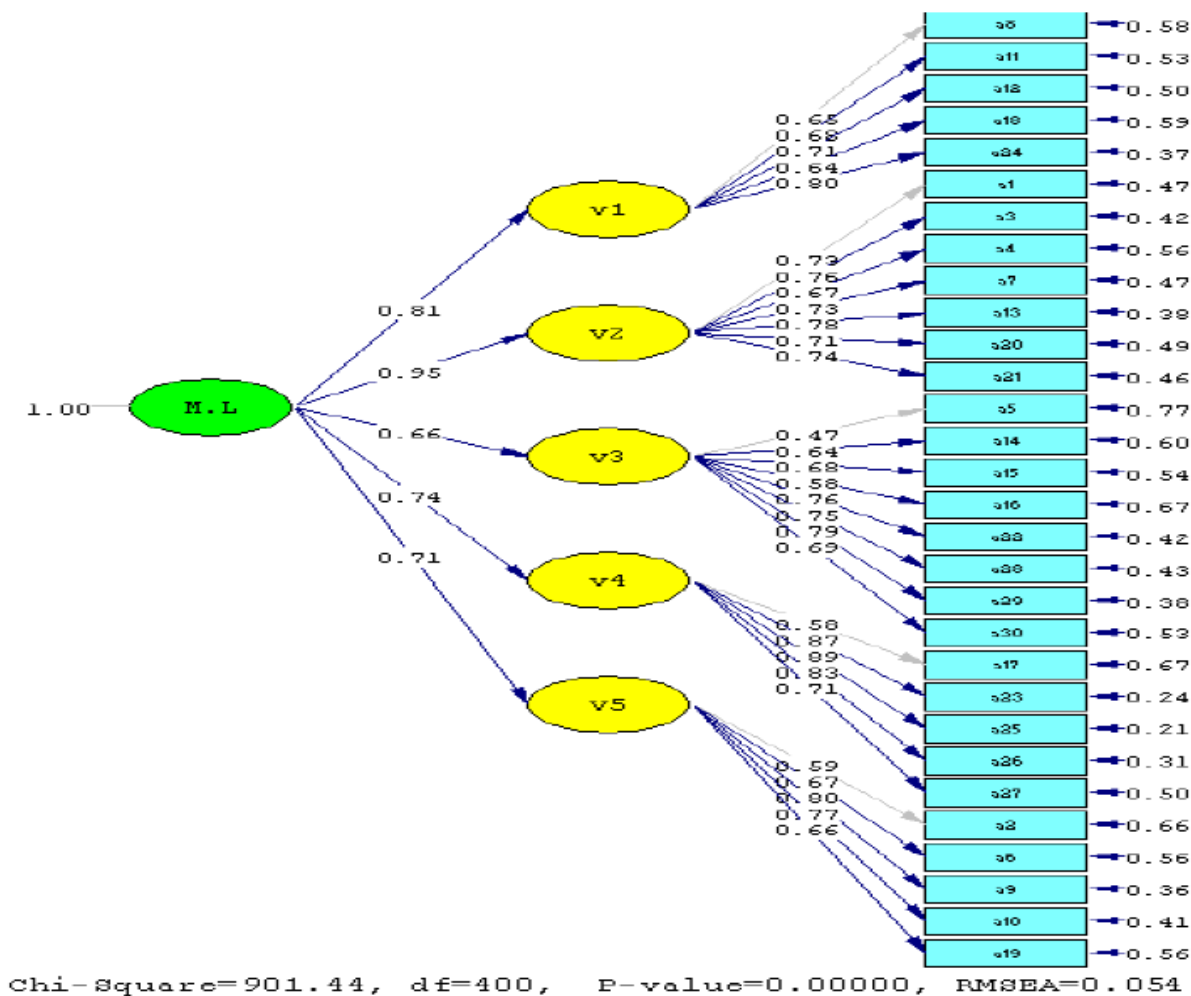 1.00
M.L
0.81
0.95
0.66
0.74
0.71
v1
v2
v3
v4
v5
0.65
0.68
0.71
0.64
0.80
0.73
0.76
0.67
0.73
0.78
0.71
0.74
0.47
0.64
0.68
0.58
0.76
0.75
0.79
0.69
0.58
0.87
0.89
0.83
0.71
0.59
0.67
0.80
0.77
0.66
0.58
a11 0.53
a12 0.50
a18 0.59
a24 0.37
a1 0.47
a3 0.42
a4 0.56
a7 0.47
a13 0.38
a20 0.49
a21 0.46
a5 0.77
a14 0.60
a15 0.54
a16 0.67
a22 0.42
a28 0.43
a29 0.38
a30 0.53
a17 0.67
a23 0.24
a25 0.21
a26 0.31
a27 0.50
a2 0.66
0.56
a9 0.36
a10 0.41
a19 0.56
Chi-Square=901.44, df=400, P-value=0.00000, RMSEA=0.054